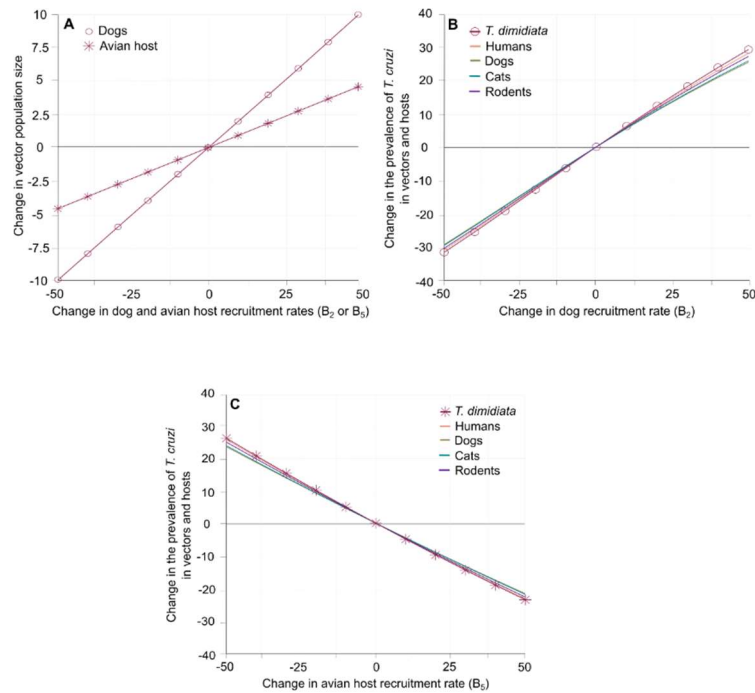 A
Dogs
Avian host
10
7.5
5
2.5
0
-2.5
-5
-7.5
-10
Change in vector population size
-50
-25
0
25
50
Change in dog and avian host recruitment rates (B₂ or B₅)
B
T. dimidiata
Humans
Dogs
Cats
Rodents
40
30
20
10
0
-10
-20
-30
-40
Change in the prevalence of T. cruzi
in vectors and hosts
-50
-25
0
25
50
Change in dog recruitment rate (B₂)
C
T. dimidiata
Humans
Dogs
Cats
Rodents
40
30
20
10
0
-10
-20
-30
-40
Change in the prevalence of T. cruzi
in vectors and hosts
-50
-25
0
25
50
Change in avian host recruitment rate (B₅)